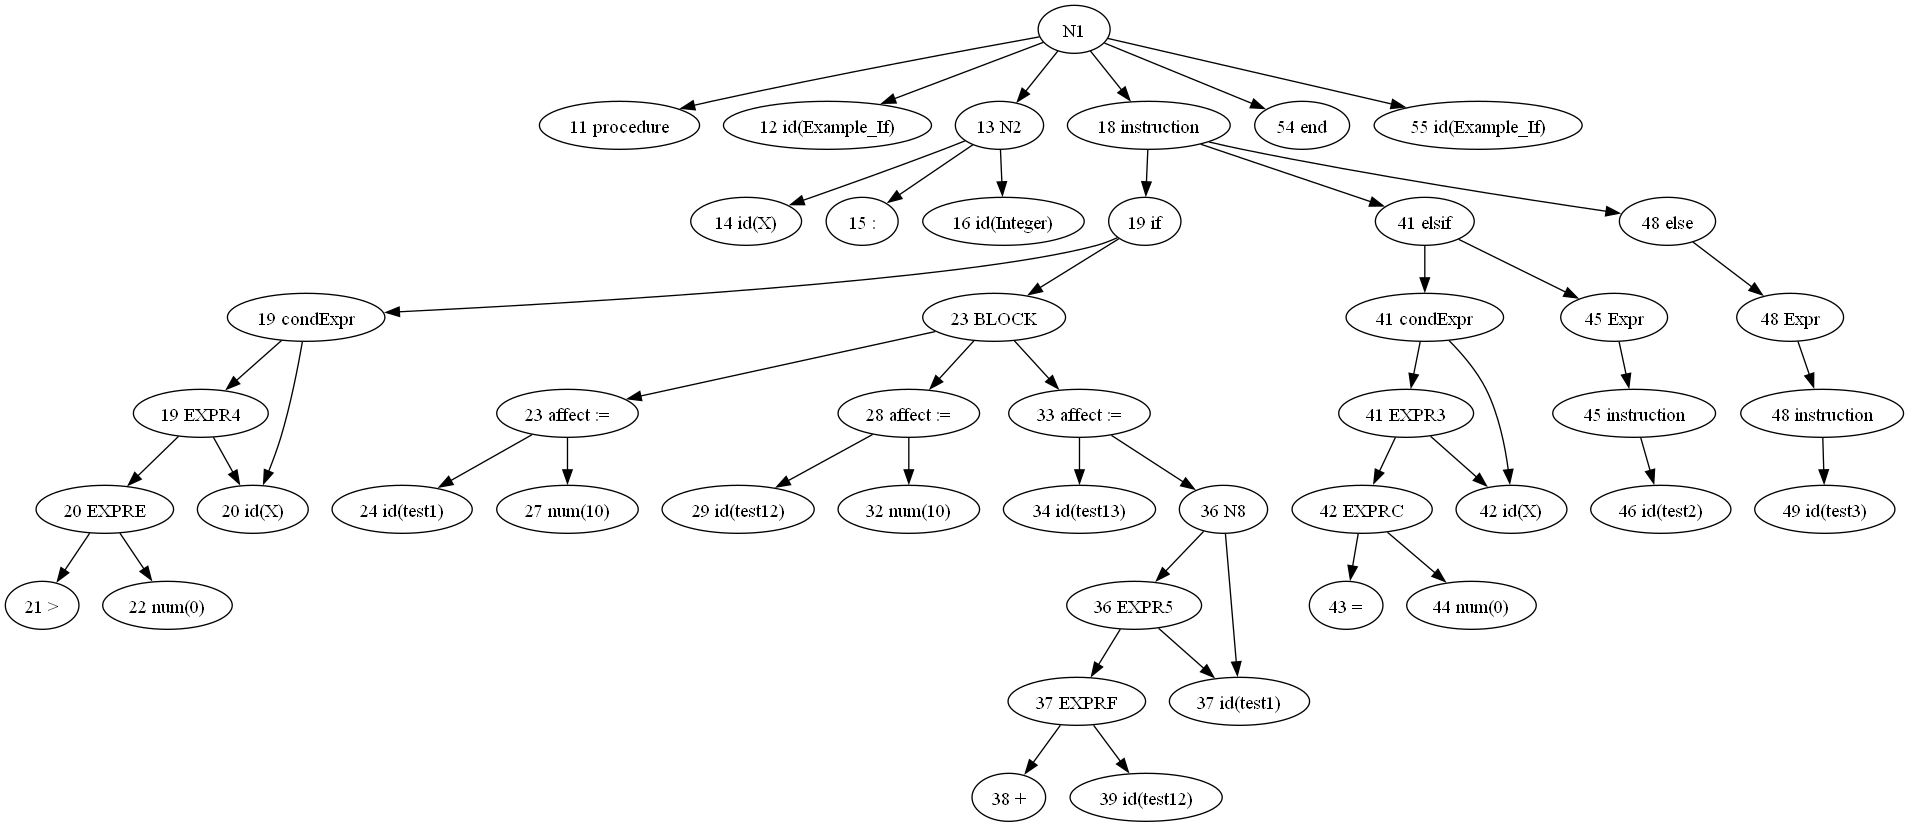 N1
11 procedure
12 id(Example_If)
13 N2
18 instruction
54 end
55 id(Example_If)
14 id(X)
15 :
16 id(Integer)
19 if
41 elsif
48 else
19 condExpr
23 BLOCK
41 condExpr
45 Expr
48 Expr
19 EXPR4
23 affect :=
28 affect :=
33 affect :=
41 EXPR3
45 instruction
48 instruction
20 EXPRE
20 id(X)
24 id(test1)
27 num(10)
29 id(test12)
32 num(10)
34 id(test13)
36 N8
42 EXPRC
42 id(X)
46 id(test2)
49 id(test3)
21 >
22 num(0)
36 EXPR5
43 =
44 num(0)
37 EXPRF
37 id(test1)
38 +
39 id(test12)